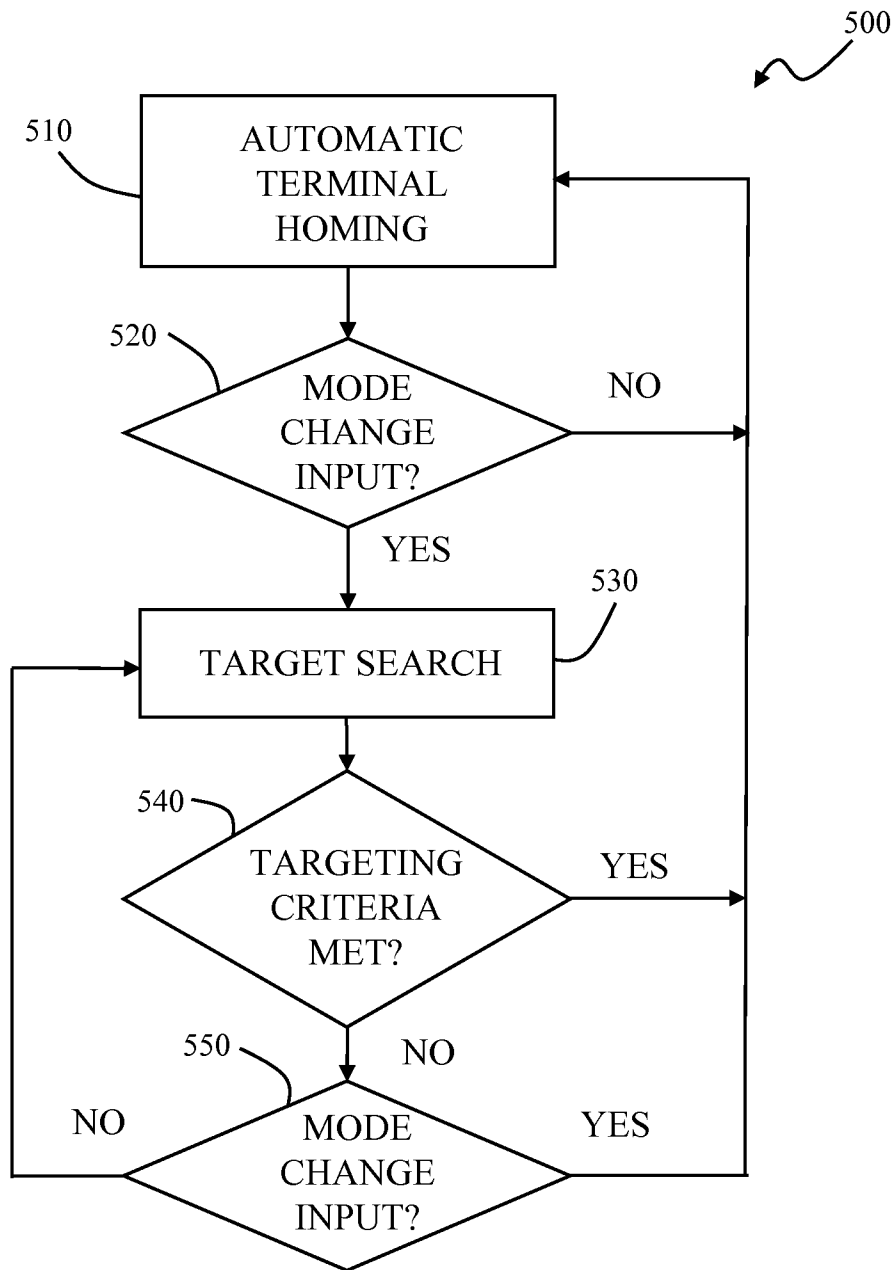 500
510
AUTOMATIC
TERMINAL
HOMING
520
MODE
CHANGE
INPUT?
NO
YES
530
TARGET SEARCH
540
TARGETING
CRITERIA
MET?
YES
NO
550
NO
MODE
CHANGE
INPUT?
YES